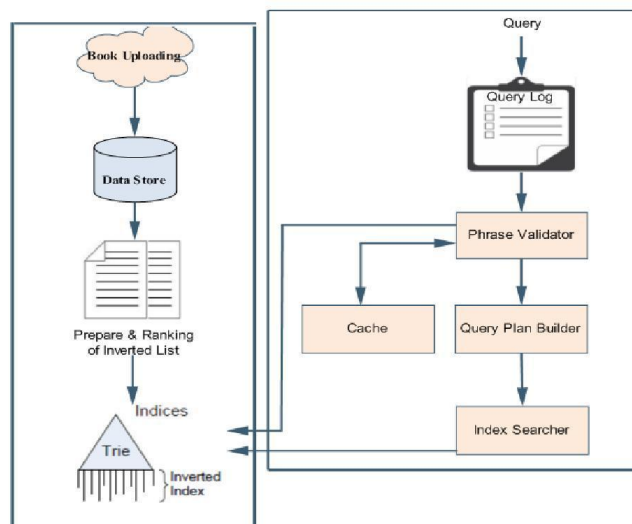 Book Uploading
Data Store
Prepare & Ranking
of Inverted List
Indices
Trie
Inverted
Index
Query
Query Log
Phrase Validator
Cache
Query Plan Builder
Index Searcher